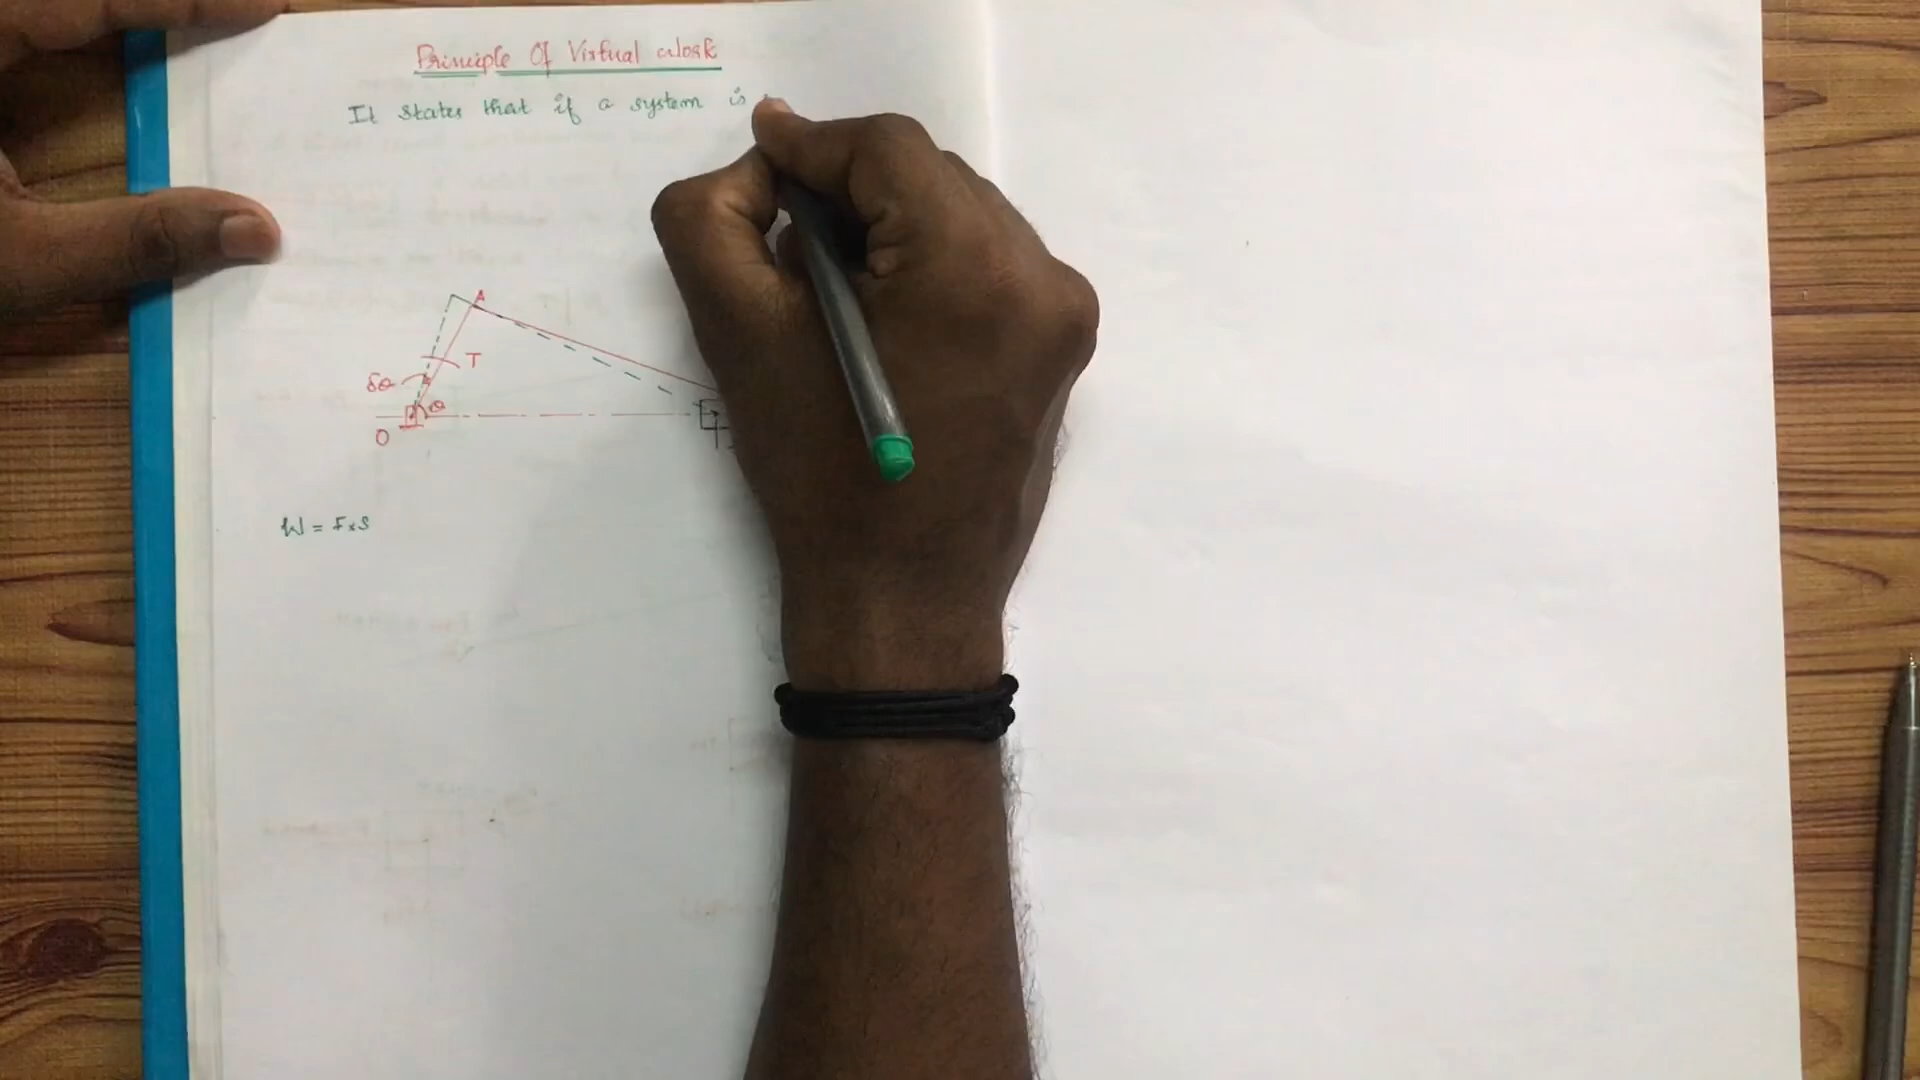 Principle Of Virtual Work
It states that if a system is
A
T
δθ
θ
O
W = F×S